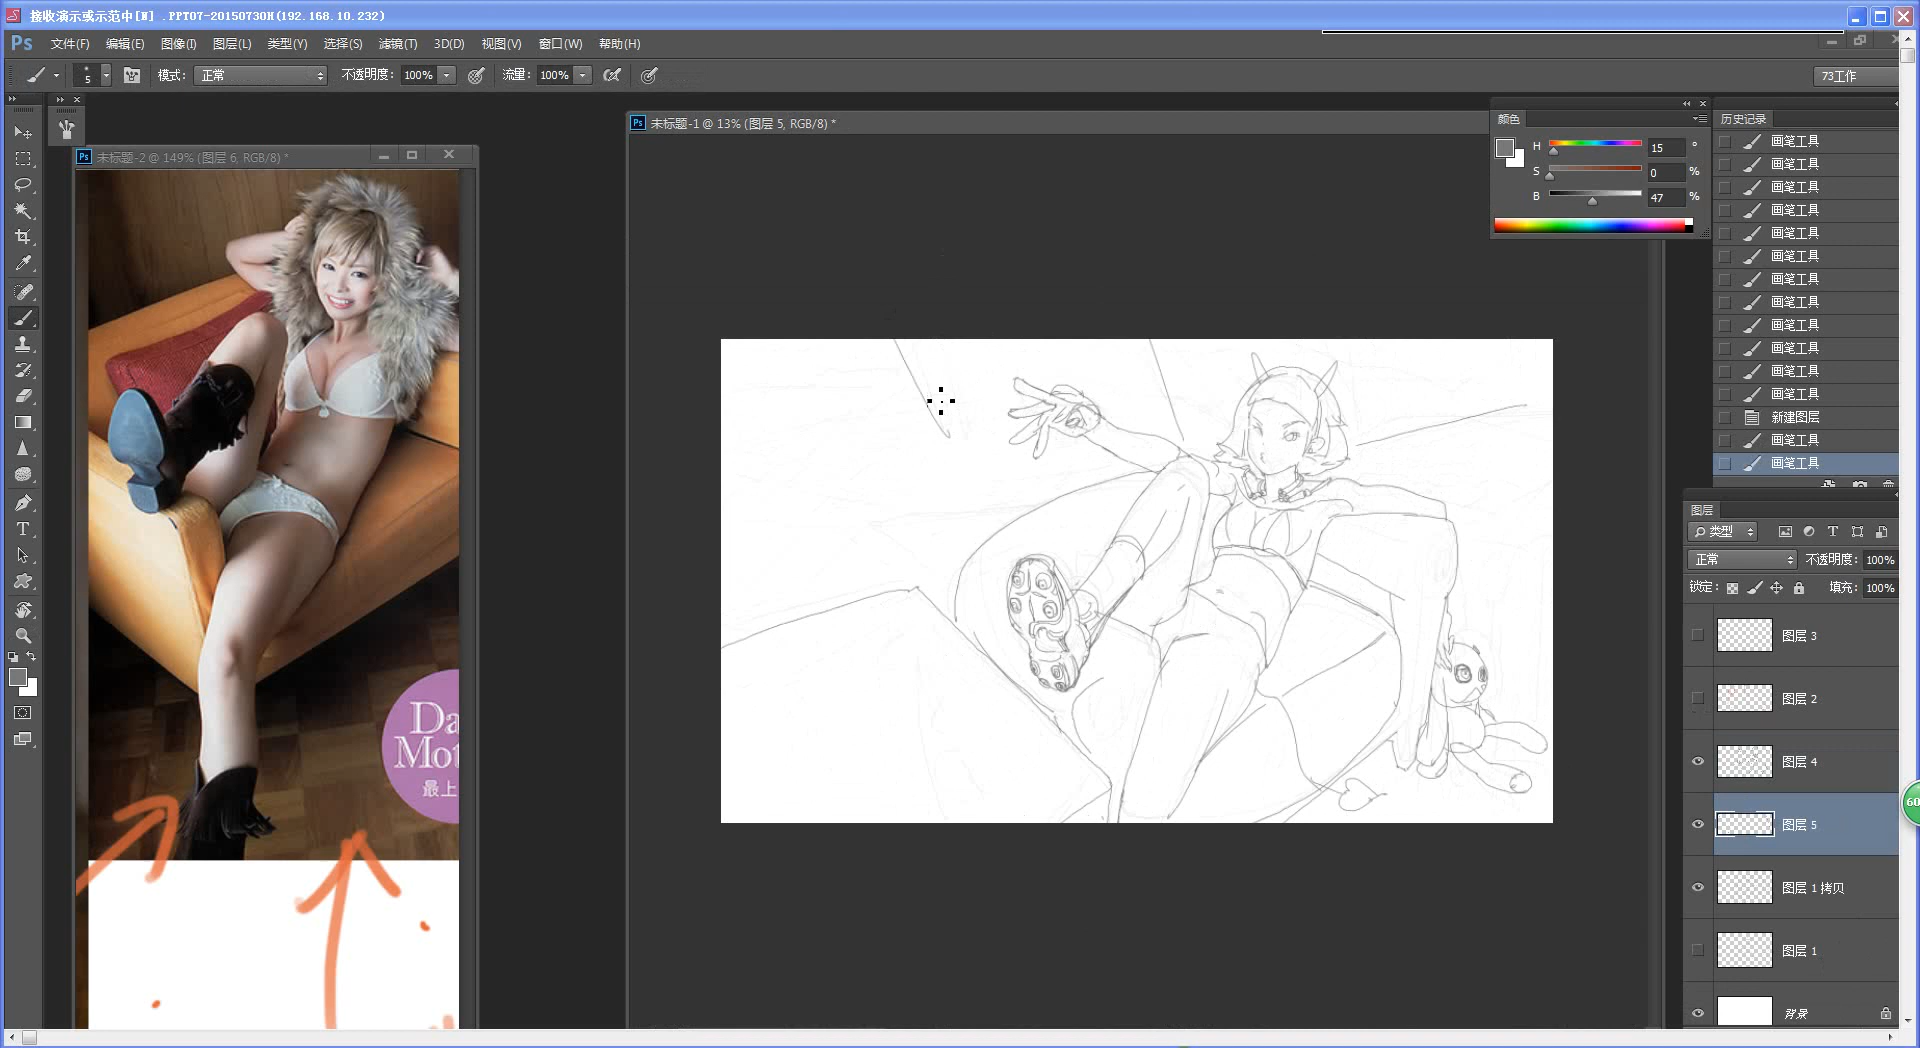 接收演示或示范中[W] .PPT07-20150730H(192.168.10.232)
Ps 文件(F) 编辑(E) 图像(I) 图层(L) 类型(Y) 选择(S) 滤镜(T) 3D(D) 视图(V) 窗口(W) 帮助(H)
5 模式: 正常 不透明度: 100% 流量: 100% 73工作
Ps 未标题-2 @ 149% (图层 6, RGB/8) *
Da
Mot
最上
Ps 未标题-1 @ 13% (图层 5, RGB/8) *
颜色
H 15 °
S 0 %
B 47 %
历史记录
画笔工具
画笔工具
画笔工具
画笔工具
画笔工具
画笔工具
画笔工具
画笔工具
画笔工具
画笔工具
画笔工具
画笔工具
新建图层
画笔工具
画笔工具
图层
类型
正常 不透明度: 100%
锁定: 填充: 100%
图层 3
图层 2
图层 4
图层 5
图层 1 拷贝
图层 1
背景
60